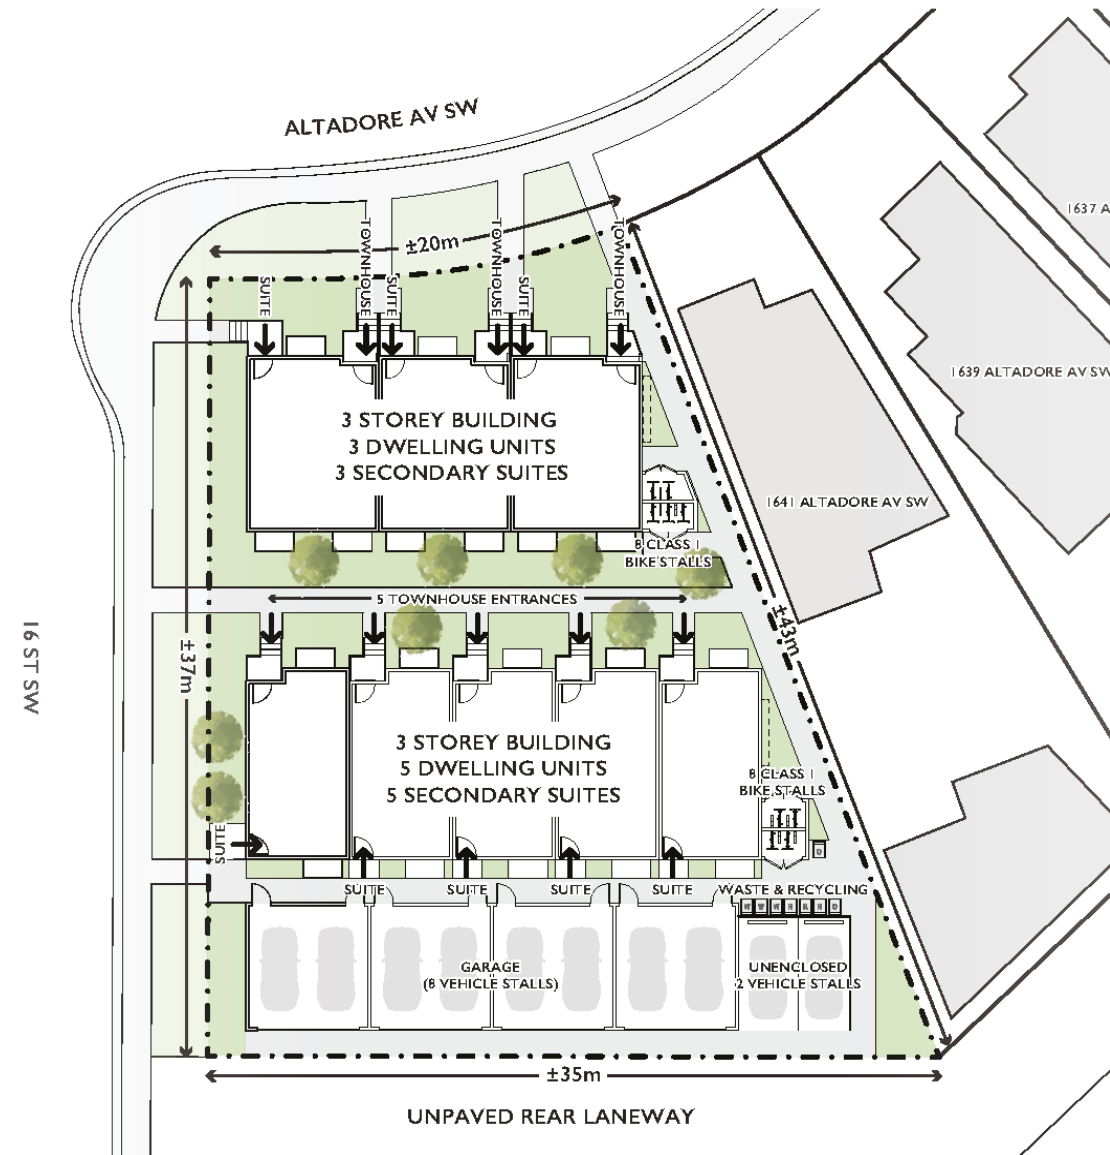 ALTADORE AV SW
±20m
TOWNHOUSE
TOWNHOUSE
TOWNHOUSE
SUITE
SUITE
SUITE
1637 A
1639 ALTADORE AV SW
3 STOREY BUILDING
3 DWELLING UNITS
3 SECONDARY SUITES
1641 ALTADORE AV SW
8 CLASS 1
BIKE STALLS
5 TOWNHOUSE ENTRANCES
16 ST SW
±37m
±43m
3 STOREY BUILDING
5 DWELLING UNITS
5 SECONDARY SUITES
8 CLASS 1
BIKE STALLS
SUITE
SUITE
SUITE
SUITE
SUITE
WASTE & RECYCLING
GARAGE
(8 VEHICLE STALLS)
UNENCLOSED
2 VEHICLE STALLS
±35m
UNPAVED REAR LANEWAY